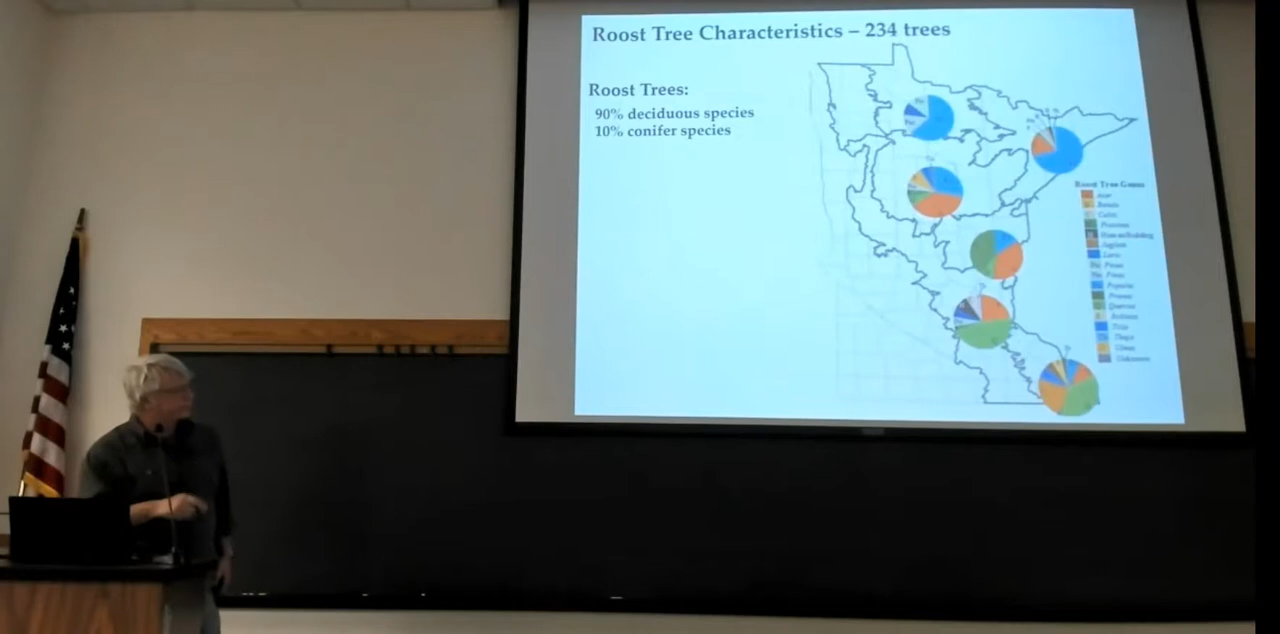 Roost Tree Characteristics – 234 trees
Roost Trees:
90% deciduous species
10% conifer species
Roost Tree Genus
Acer
Betula
Celtis
Fraxinus
Juglans
Larix
Pinus
Populus
Prunus
Quercus
Tilia
Thuja
Ulmus
Unknown